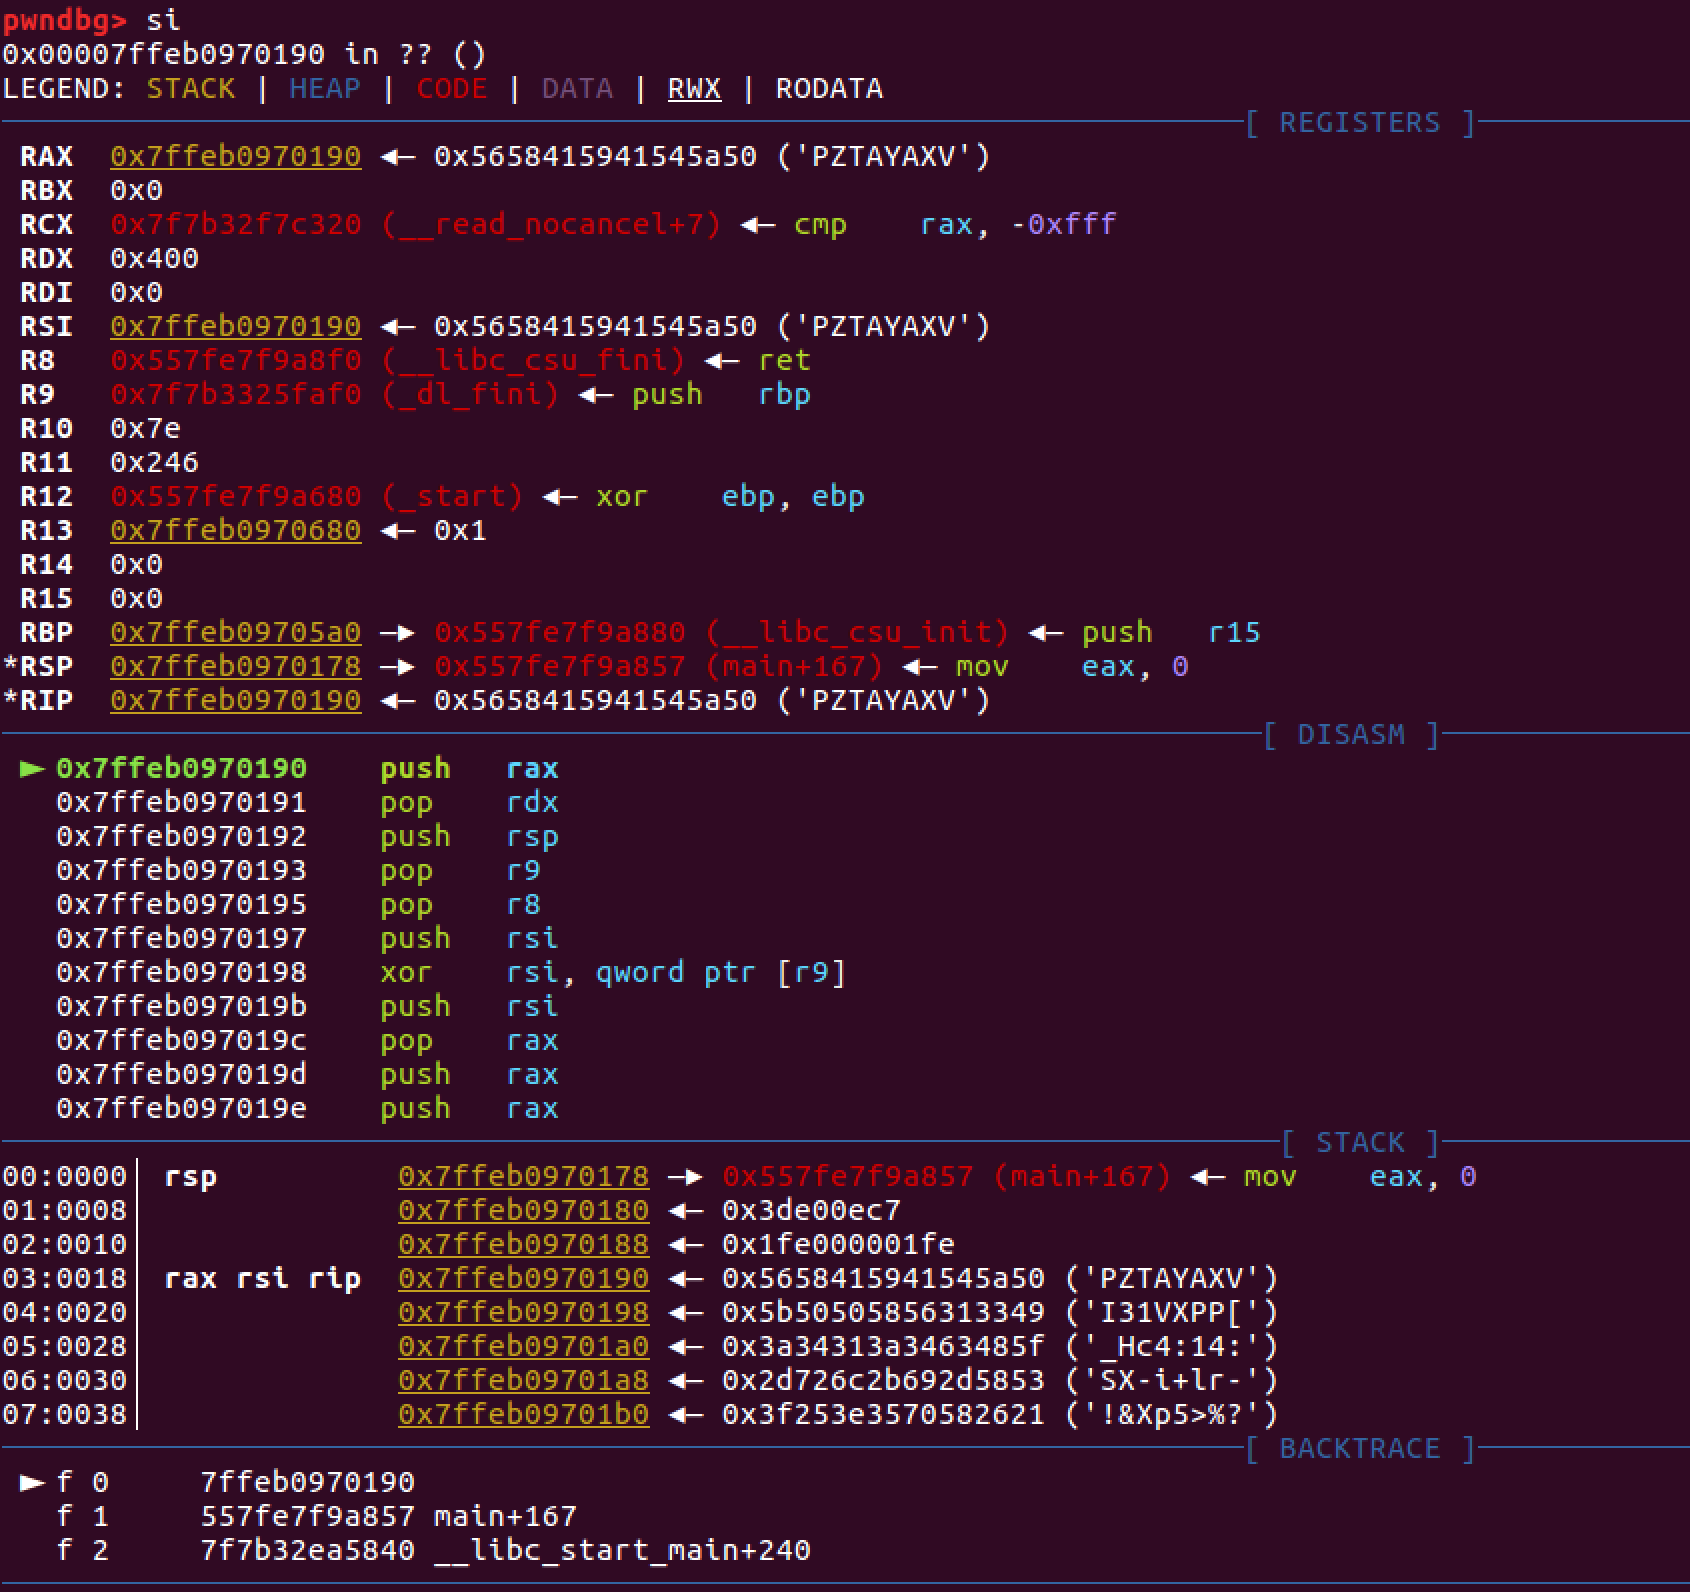 pwndbg> si
0x00007ffeb0970190 in ?? ()
LEGEND: STACK | HEAP | CODE | DATA | RWX | RODATA
[ REGISTERS ]
RAX 0x7ffeb0970190 ◂— 0x5658415941545a50 ('PZTAYAXV')
RBX 0x0
RCX 0x7f7b32f7c320 (__read_nocancel+7) ◂— cmp rax, -0xfff
RDX 0x400
RDI 0x0
RSI 0x7ffeb0970190 ◂— 0x5658415941545a50 ('PZTAYAXV')
R8 0x557fe7f9a8f0 (__libc_csu_fini) ◂— ret
R9 0x7f7b3325faf0 (_dl_fini) ◂— push rbp
R10 0x7e
R11 0x246
R12 0x557fe7f9a680 (_start) ◂— xor ebp, ebp
R13 0x7ffeb0970680 ◂— 0x1
R14 0x0
R15 0x0
RBP 0x7ffeb09705a0 —▸ 0x557fe7f9a880 (__libc_csu_init) ◂— push r15
*RSP 0x7ffeb0970178 —▸ 0x557fe7f9a857 (main+167) ◂— mov eax, 0
*RIP 0x7ffeb0970190 ◂— 0x5658415941545a50 ('PZTAYAXV')
[ DISASM ]
► 0x7ffeb0970190 push rax
0x7ffeb0970191 pop rdx
0x7ffeb0970192 push rsp
0x7ffeb0970193 pop r9
0x7ffeb0970195 pop r8
0x7ffeb0970197 push rsi
0x7ffeb0970198 xor rsi, qword ptr [r9]
0x7ffeb097019b push rsi
0x7ffeb097019c pop rax
0x7ffeb097019d push rax
0x7ffeb097019e push rax
[ STACK ]
00:0000│ rsp 0x7ffeb0970178 —▸ 0x557fe7f9a857 (main+167) ◂— mov eax, 0
01:0008│ 0x7ffeb0970180 ◂— 0x3de00ec7
02:0010│ 0x7ffeb0970188 ◂— 0x1fe000001fe
03:0018│ rax rsi rip 0x7ffeb0970190 ◂— 0x5658415941545a50 ('PZTAYAXV')
04:0020│ 0x7ffeb0970198 ◂— 0x5b50505856313349 ('I31VXPP[')
05:0028│ 0x7ffeb09701a0 ◂— 0x3a34313a3463485f ('_Hc4:14:')
06:0030│ 0x7ffeb09701a8 ◂— 0x2d726c2b692d5853 ('SX-i+lr-')
07:0038│ 0x7ffeb09701b0 ◂— 0x3f253e3570582621 ('!&Xp5>%?')
[ BACKTRACE ]
► f 0 7ffeb0970190
f 1 557fe7f9a857 main+167
f 2 7f7b32ea5840 __libc_start_main+240